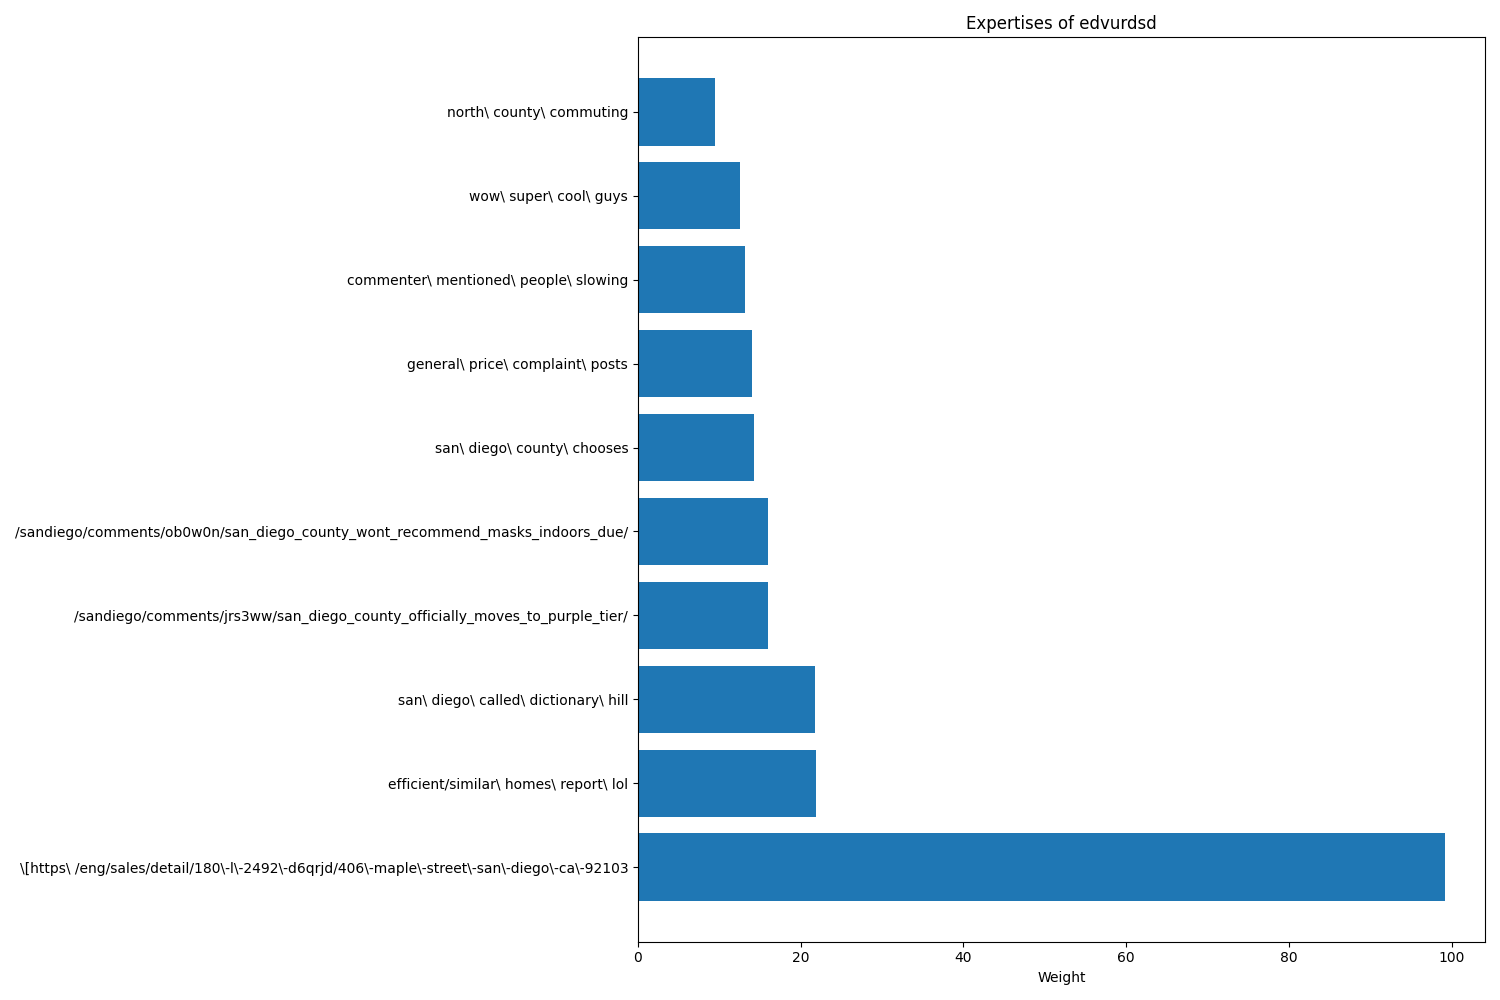 Expertises of edvurdsd
north\ county\ commuting
wow\ super\ cool\ guys
commenter\ mentioned\ people\ slowing
general\ price\ complaint\ posts
san\ diego\ county\ chooses
/sandiego/comments/ob0w0n/san_diego_county_wont_recommend_masks_indoors_due/
/sandiego/comments/jrs3ww/san_diego_county_officially_moves_to_purple_tier/
san\ diego\ called\ dictionary\ hill
efficient/similar\ homes\ report\ lol
\[https\ /eng/sales/detail/180\-l\-2492\-d6qrjd/406\-maple\-street\-san\-diego\-ca\-92103
0 20 40 60 80 100
Weight